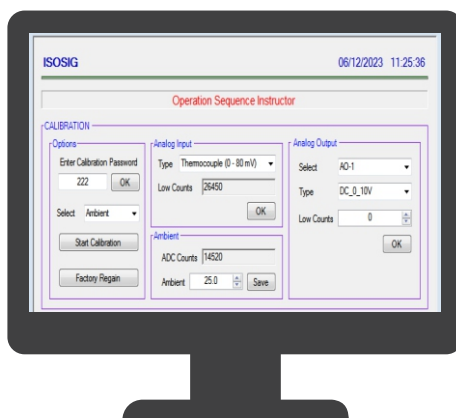 ISOSIG 06/12/2023 11:25:36
Operation Sequence Instructor
CALIBRATION
Options
Enter Calibration Password
222 OK
Select Ambient
Start Calibration
Factory Regain
Analog Input
Type Thermocouple (0 - 80 mV)
Low Counts 26450
OK
Ambient
ADC Counts 14520
Ambient 25.0 Save
Analog Output
Select AO-1
Type DC_0_10V
Low Counts 0
OK